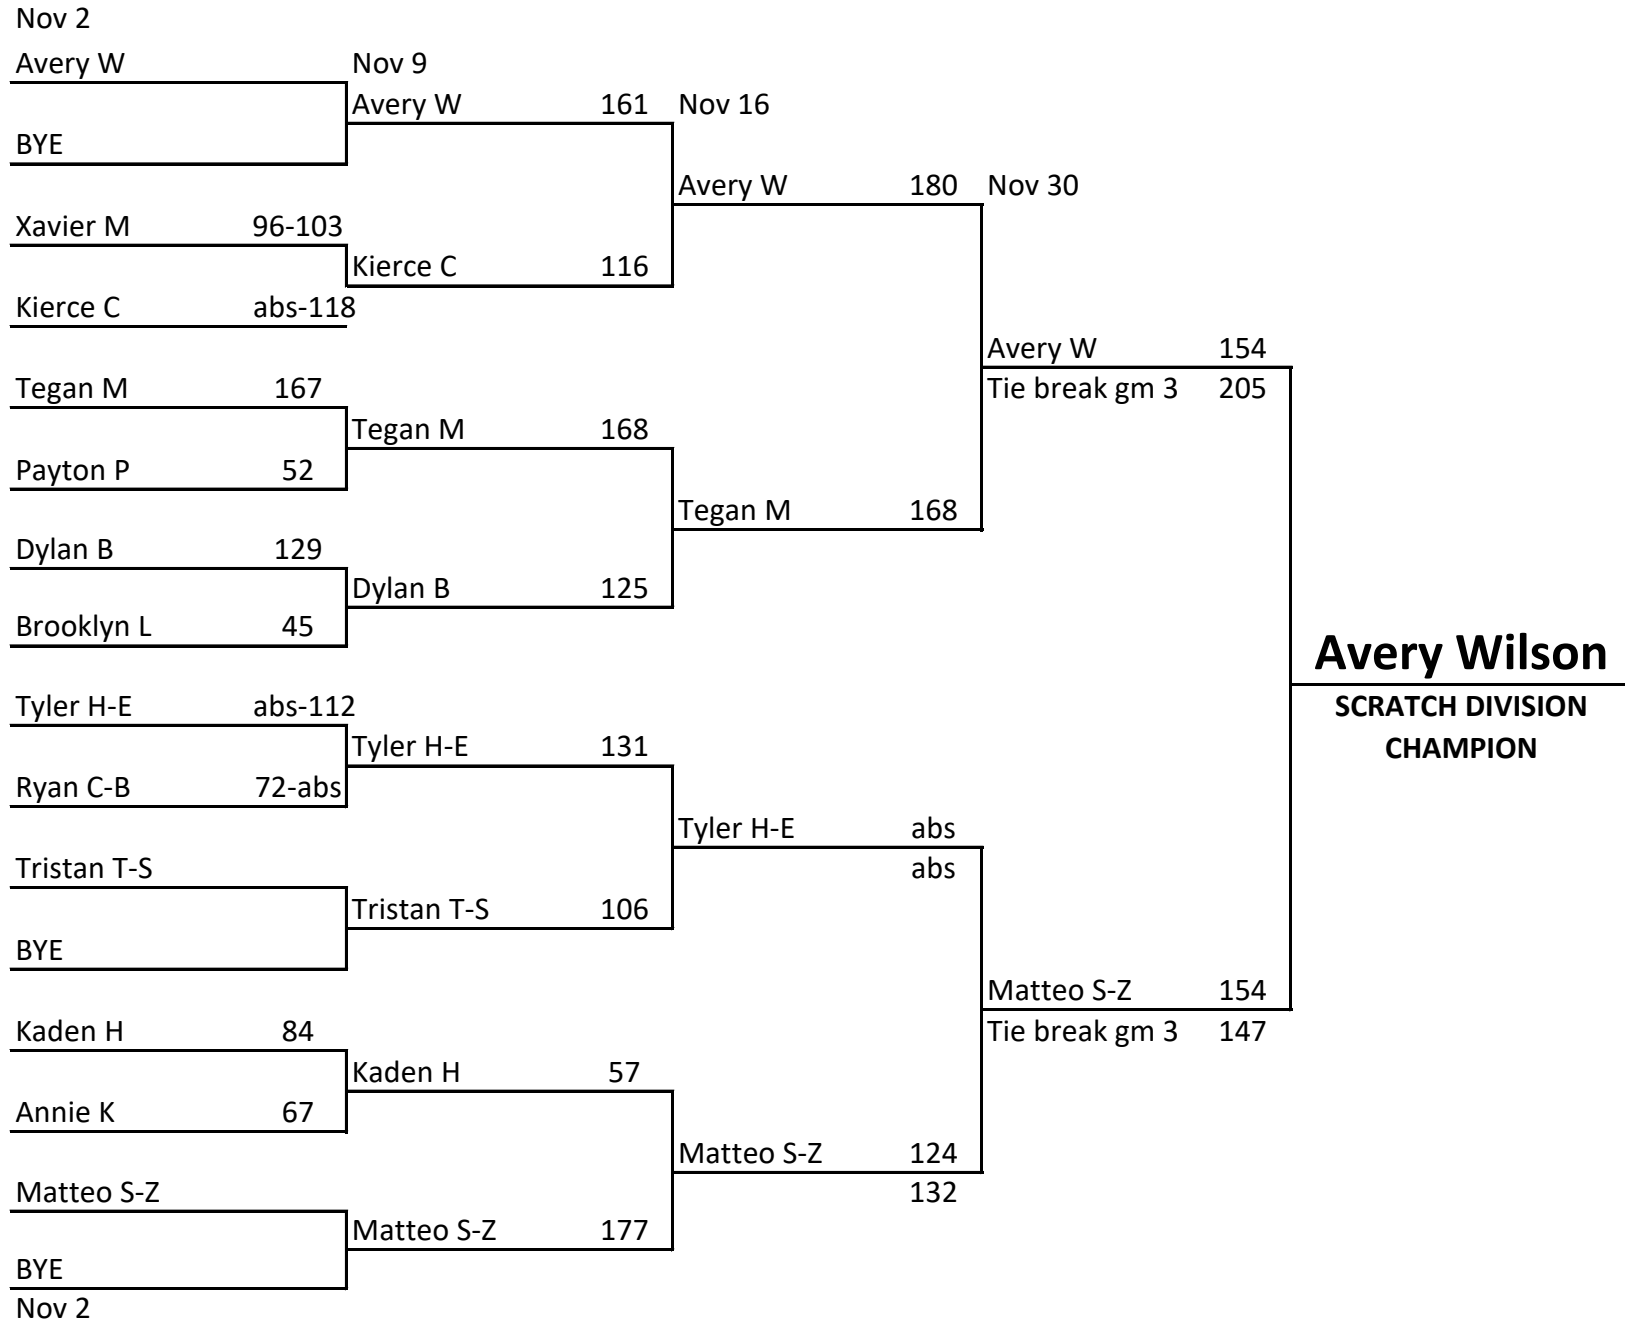 Nov 2
Avery W
Nov 9
Avery W 161 Nov 16
BYE
Avery W 180 Nov 30
Xavier M 96-103
Kierce C 116
Kierce C abs-118
Avery W 154
Tegan M 167
Tie break gm 3 205
Tegan M 168
Payton P 52
Tegan M 168
Dylan B 129
Dylan B 125
Brooklyn L 45
Avery Wilson
Tyler H-E abs-112
SCRATCH DIVISION
Tyler H-E 131
CHAMPION
Ryan C-B 72-abs
Tyler H-E abs
Tristan T-S
abs
Tristan T-S 106
BYE
Matteo S-Z 154
Kaden H 84
Tie break gm 3 147
Kaden H 57
Annie K 67
Matteo S-Z 124
Matteo S-Z
132
Matteo S-Z 177
BYE
Nov 2